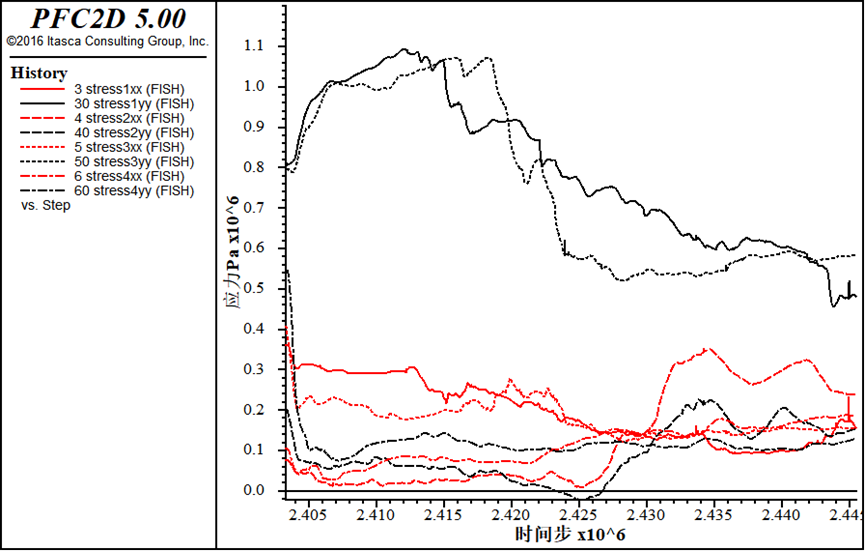 PFC2D 5.00
©2016 Itasca Consulting Group, Inc.
History
3 stress1xx (FISH)
30 stress1yy (FISH)
4 stress2xx (FISH)
40 stress2yy (FISH)
5 stress3xx (FISH)
50 stress3yy (FISH)
6 stress4xx (FISH)
60 stress4yy (FISH)
vs. Step
应力Pa x10^6
1.1
1.0
0.9
0.8
0.7
0.6
0.5
0.4
0.3
0.2
0.1
0.0
2.405 2.410 2.415 2.420 2.425 2.430 2.435 2.440 2.445
时间步 x10^6